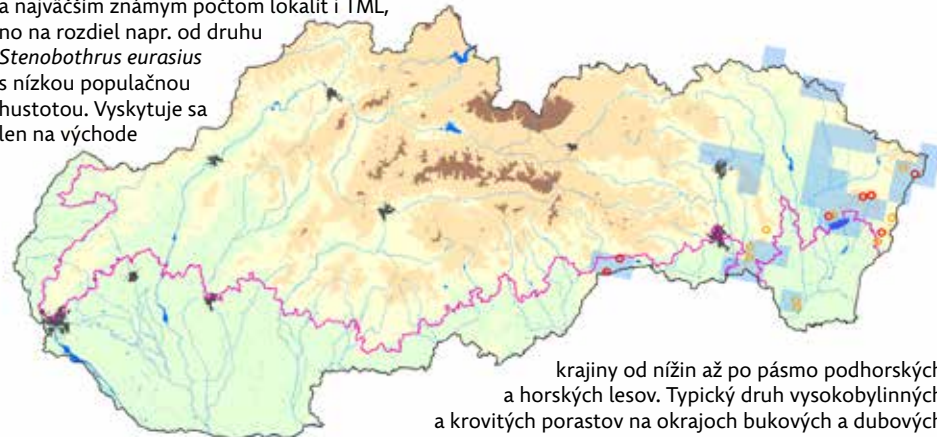 a najväčším známym počtom lokalít i TML,
no na rozdiel napr. od druhu
Stenobothrus eurasius
s nízkou populačnou
hustotou. Vyskytuje sa
len na východe
krajiny od nížin až po pásmo podhorských
a horských lesov. Typický druh vysokobylinných
a krovitých porastov na okrajoch bukových a dubových